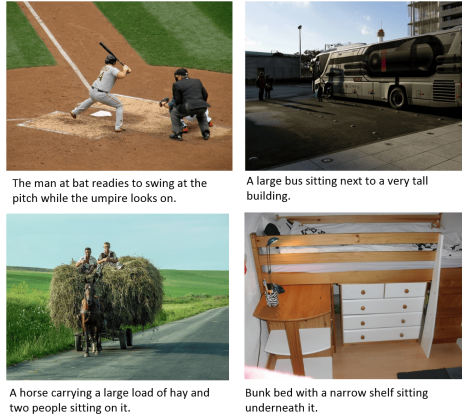 The man at bat readies to swing at the
pitch while the umpire looks on.
A large bus sitting next to a very tall
building.
A horse carrying a large load of hay and
two people sitting on it.
Bunk bed with a narrow shelf sitting
underneath it.